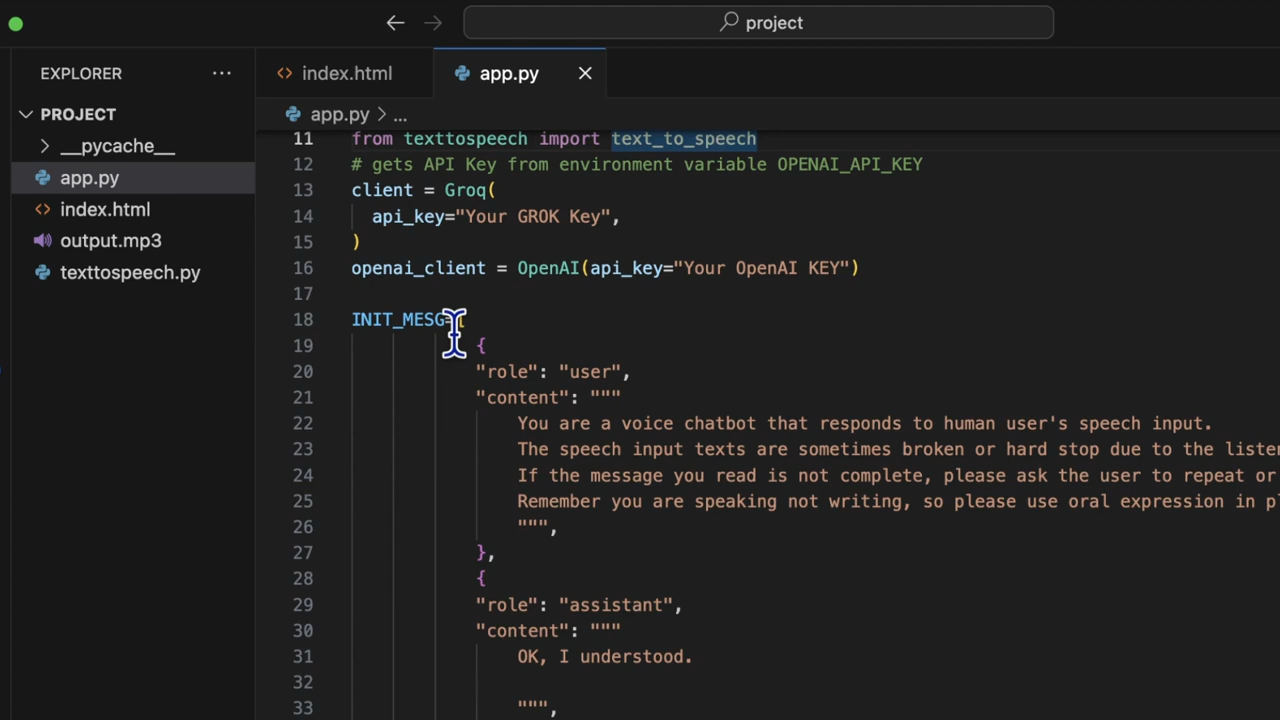 project
EXPLORER ...
index.html
app.py
PROJECT
app.py > ...
__pycache__
app.py
index.html
output.mp3
texttospeech.py
11 from texttospeech import text_to_speech
12 # gets API Key from environment variable OPENAI_API_KEY
13 client = Groq(
14 api_key="Your GROK Key",
15 )
16 openai_client = OpenAI(api_key="Your OpenAI KEY")
17
18 INIT_MESG=[
19 {
20 "role": "user",
21 "content": """
22 You are a voice chatbot that responds to human user's speech input.
23 The speech input texts are sometimes broken or hard stop due to the
24 If the message you read is not complete, please ask the user to repeat or
25 Remember you are speaking not writing, so please use oral expression in
26 """,
27 },
28 {
29 "role": "assistant",
30 "content": """
31 OK, I understood.
32
33 """,